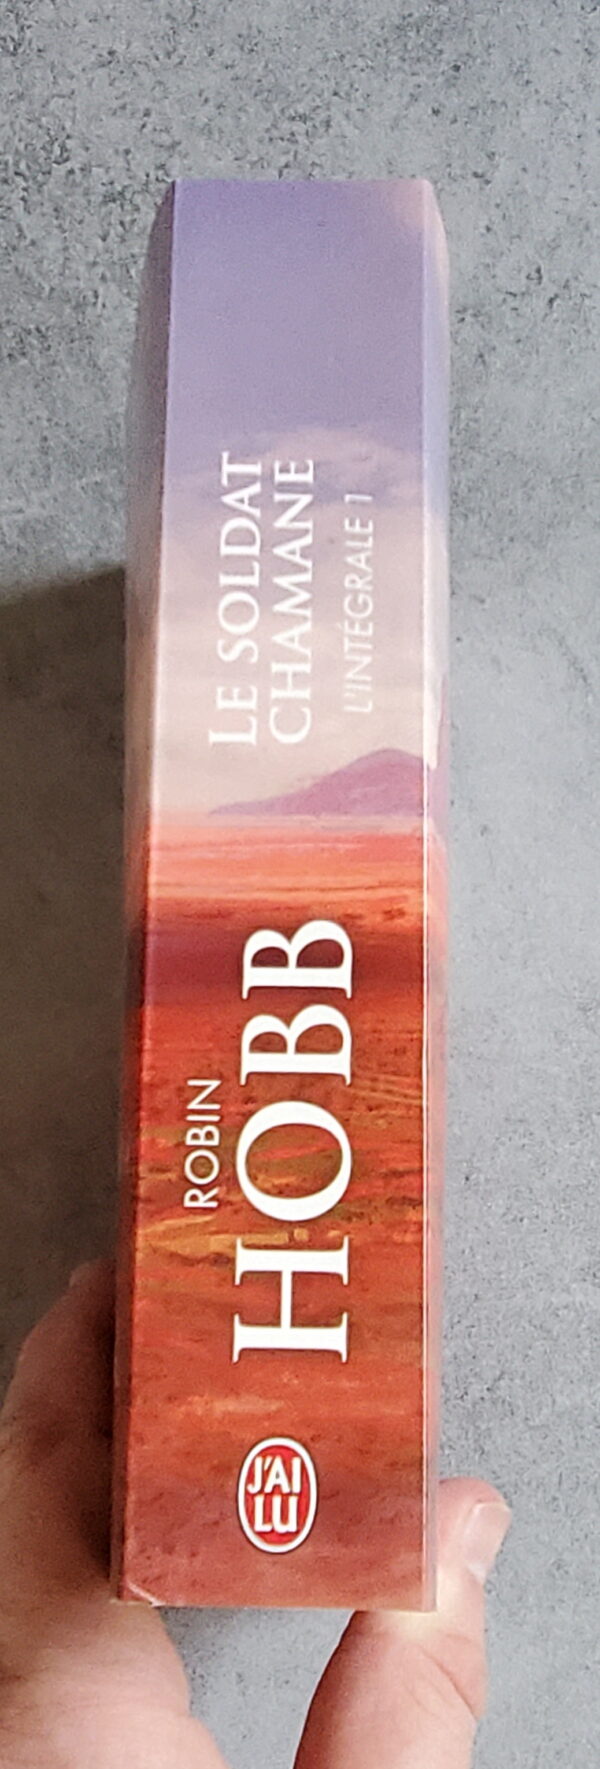 LE SOLDAT
CHAMANE
L'INTÉGRALE 1
ROBIN
HOBB
J'AI
LU